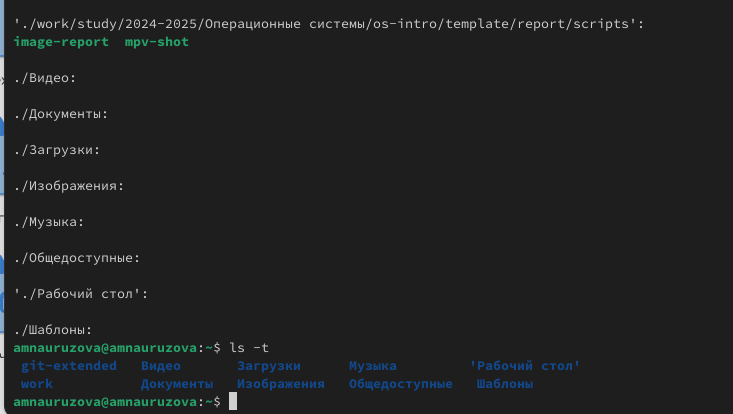 './work/study/2024-2025/Операционные системы/os-intro/template/report/scripts':
image-report  mpv-shot
./Видео:
./Документы:
./Загрузки:
./Изображения:
./Музыка:
./Общедоступные:
'./Рабочий стол':
./Шаблоны:
amnauruzova@amnauruzova:~$ ls -t
git-extended   Видео       Загрузки      Музыка         'Рабочий стол'
work           Документы   Изображения   Общедоступные   Шаблоны
amnauruzova@amnauruzova:~$